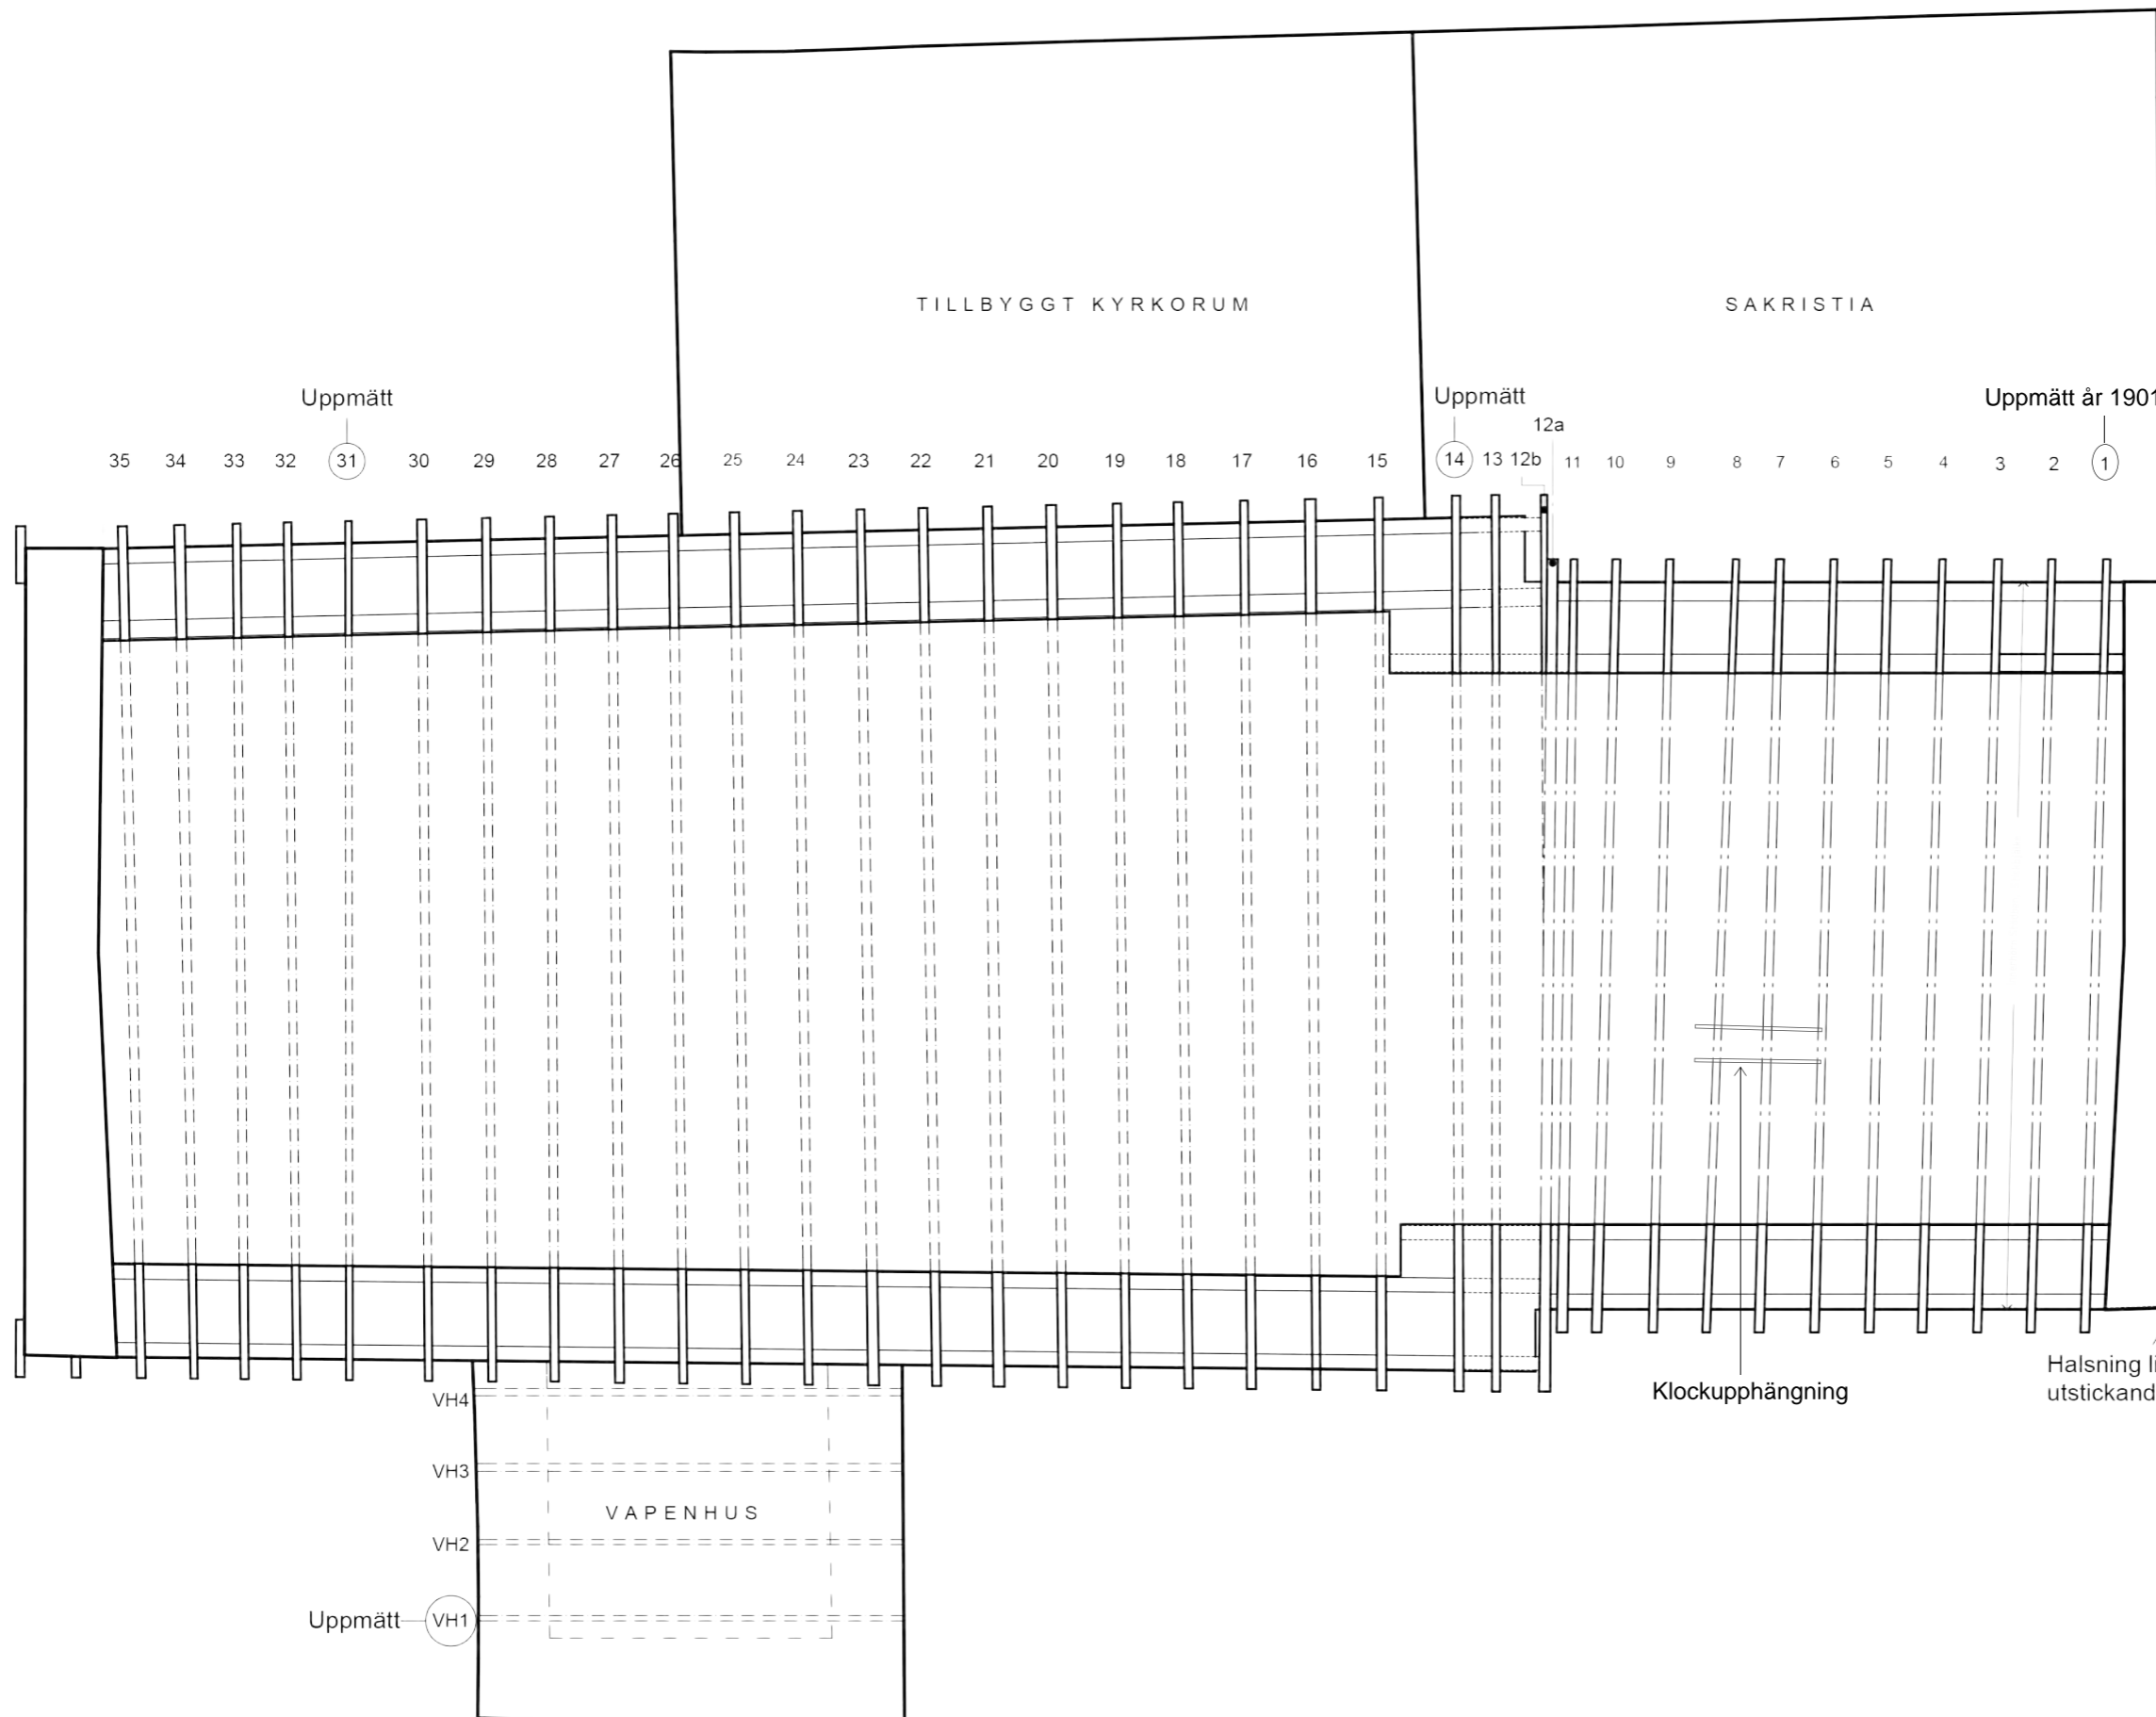 TILLBYGGT KYRKORUM
SAKRISTIA
Uppmätt
Uppmätt
Uppmätt år 1901
12a
35 34 33 32 31 30 29 28 27 26 25 24 23 22 21 20 19 18 17 16 15 14 13 12b 11 10 9 8 7 6 5 4 3 2 1
Klockupphängning
Halsning
utstickand
VH4
VH3
VAPENHUS
VH2
Uppmätt VH1